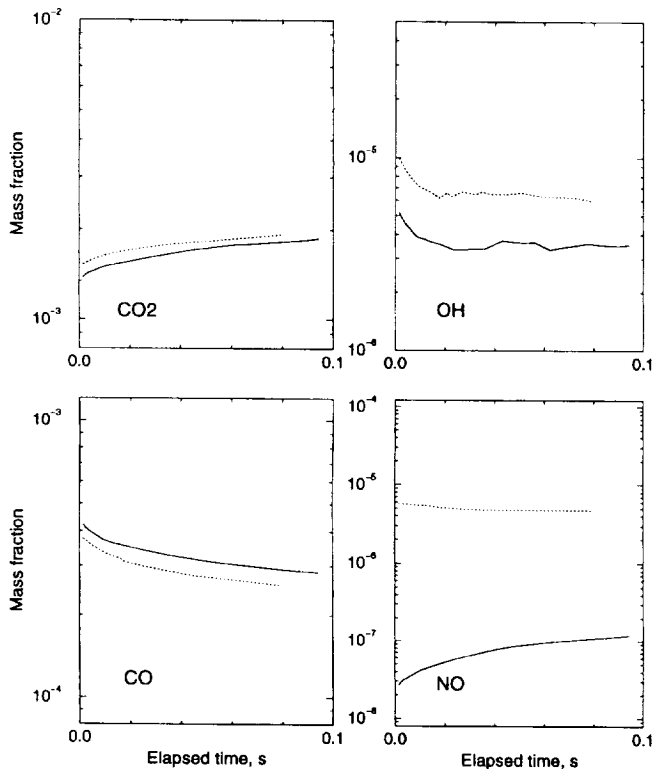 10⁻²
Mass fraction
10⁻³
CO2
0.0
0.1
10⁻⁵
OH
10⁻⁶
0.0
0.1
10⁻³
Mass fraction
CO
10⁻⁴
0.0
0.1
Elapsed time, s
10⁻⁴
10⁻⁵
10⁻⁶
10⁻⁷
NO
10⁻⁸
0.0
0.1
Elapsed time, s